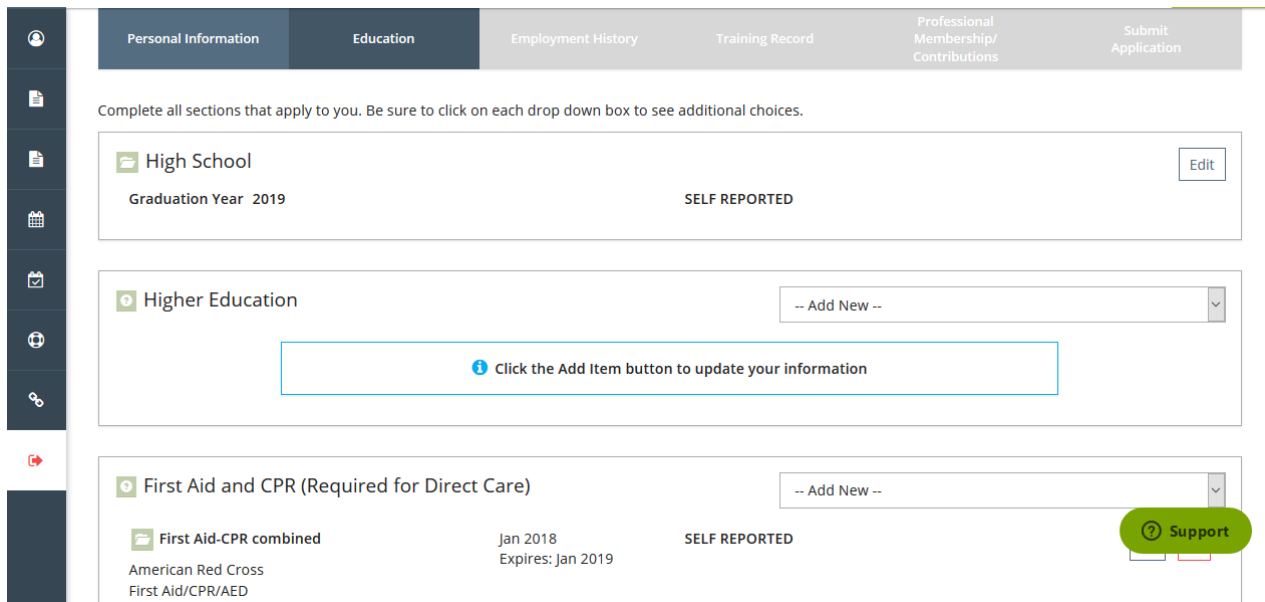 Personal Information
Education
Employment History
Training Record
Professional
Membership/
Contributions
Submit
Application
Complete all sections that apply to you. Be sure to click on each drop down box to see additional choices.
High School
Edit
Graduation Year 2019
SELF REPORTED
Higher Education
-- Add New --
Click the Add Item button to update your information
First Aid and CPR (Required for Direct Care)
-- Add New --
First Aid-CPR combined
Jan 2018
SELF REPORTED
Support
Expires: Jan 2019
American Red Cross
First Aid/CPR/AED